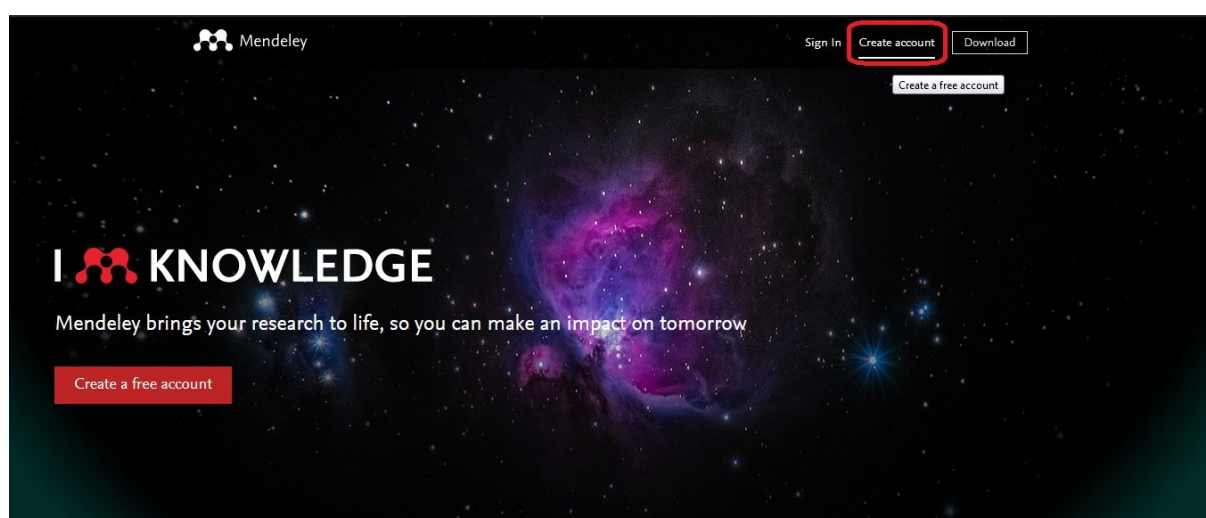 Mendeley
Sign In
Create account
Download
Create a free account
I KNOWLEDGE
Mendeley brings your research to life, so you can make an impact on tomorrow
Create a free account